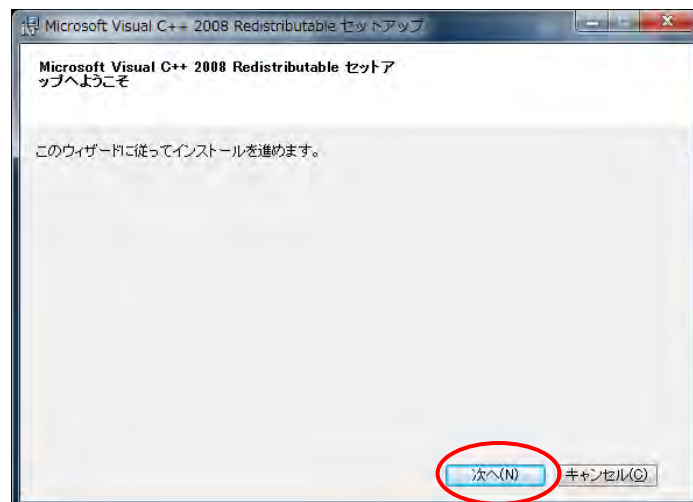 Microsoft Visual C++ 2008 Redistributable セットアップ
Microsoft Visual C++ 2008 Redistributable セットア
ップへようこそ
このウィザードに従ってインストールを進めます。
次へ(N)
キャンセル(C)